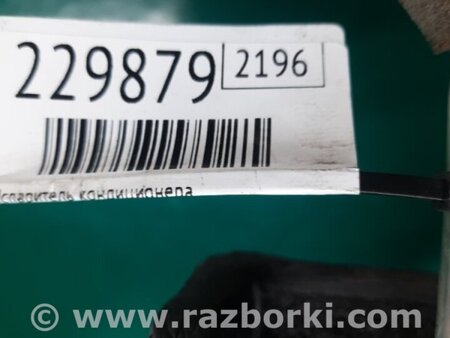 229879
2196
Испаритель кондиционера
© www.razborki.com